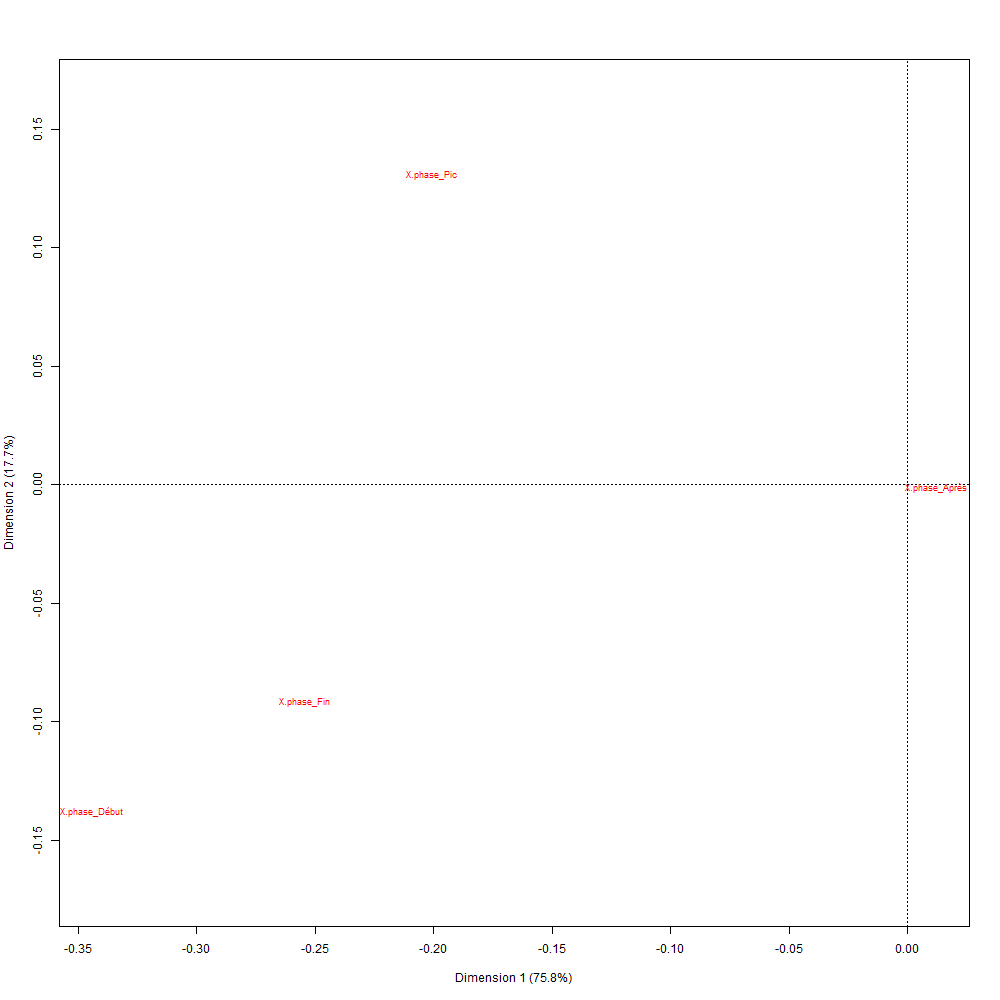 0.15
X.phase_Pic
0.10
0.05
Dimension 2 (17.7%)
0.00
X.phase_Après
-0.05
X.phase_Fin
-0.10
X.phase_Début
-0.15
-0.35 -0.30 -0.25 -0.20 -0.15 -0.10 -0.05 0.00
Dimension 1 (75.8%)